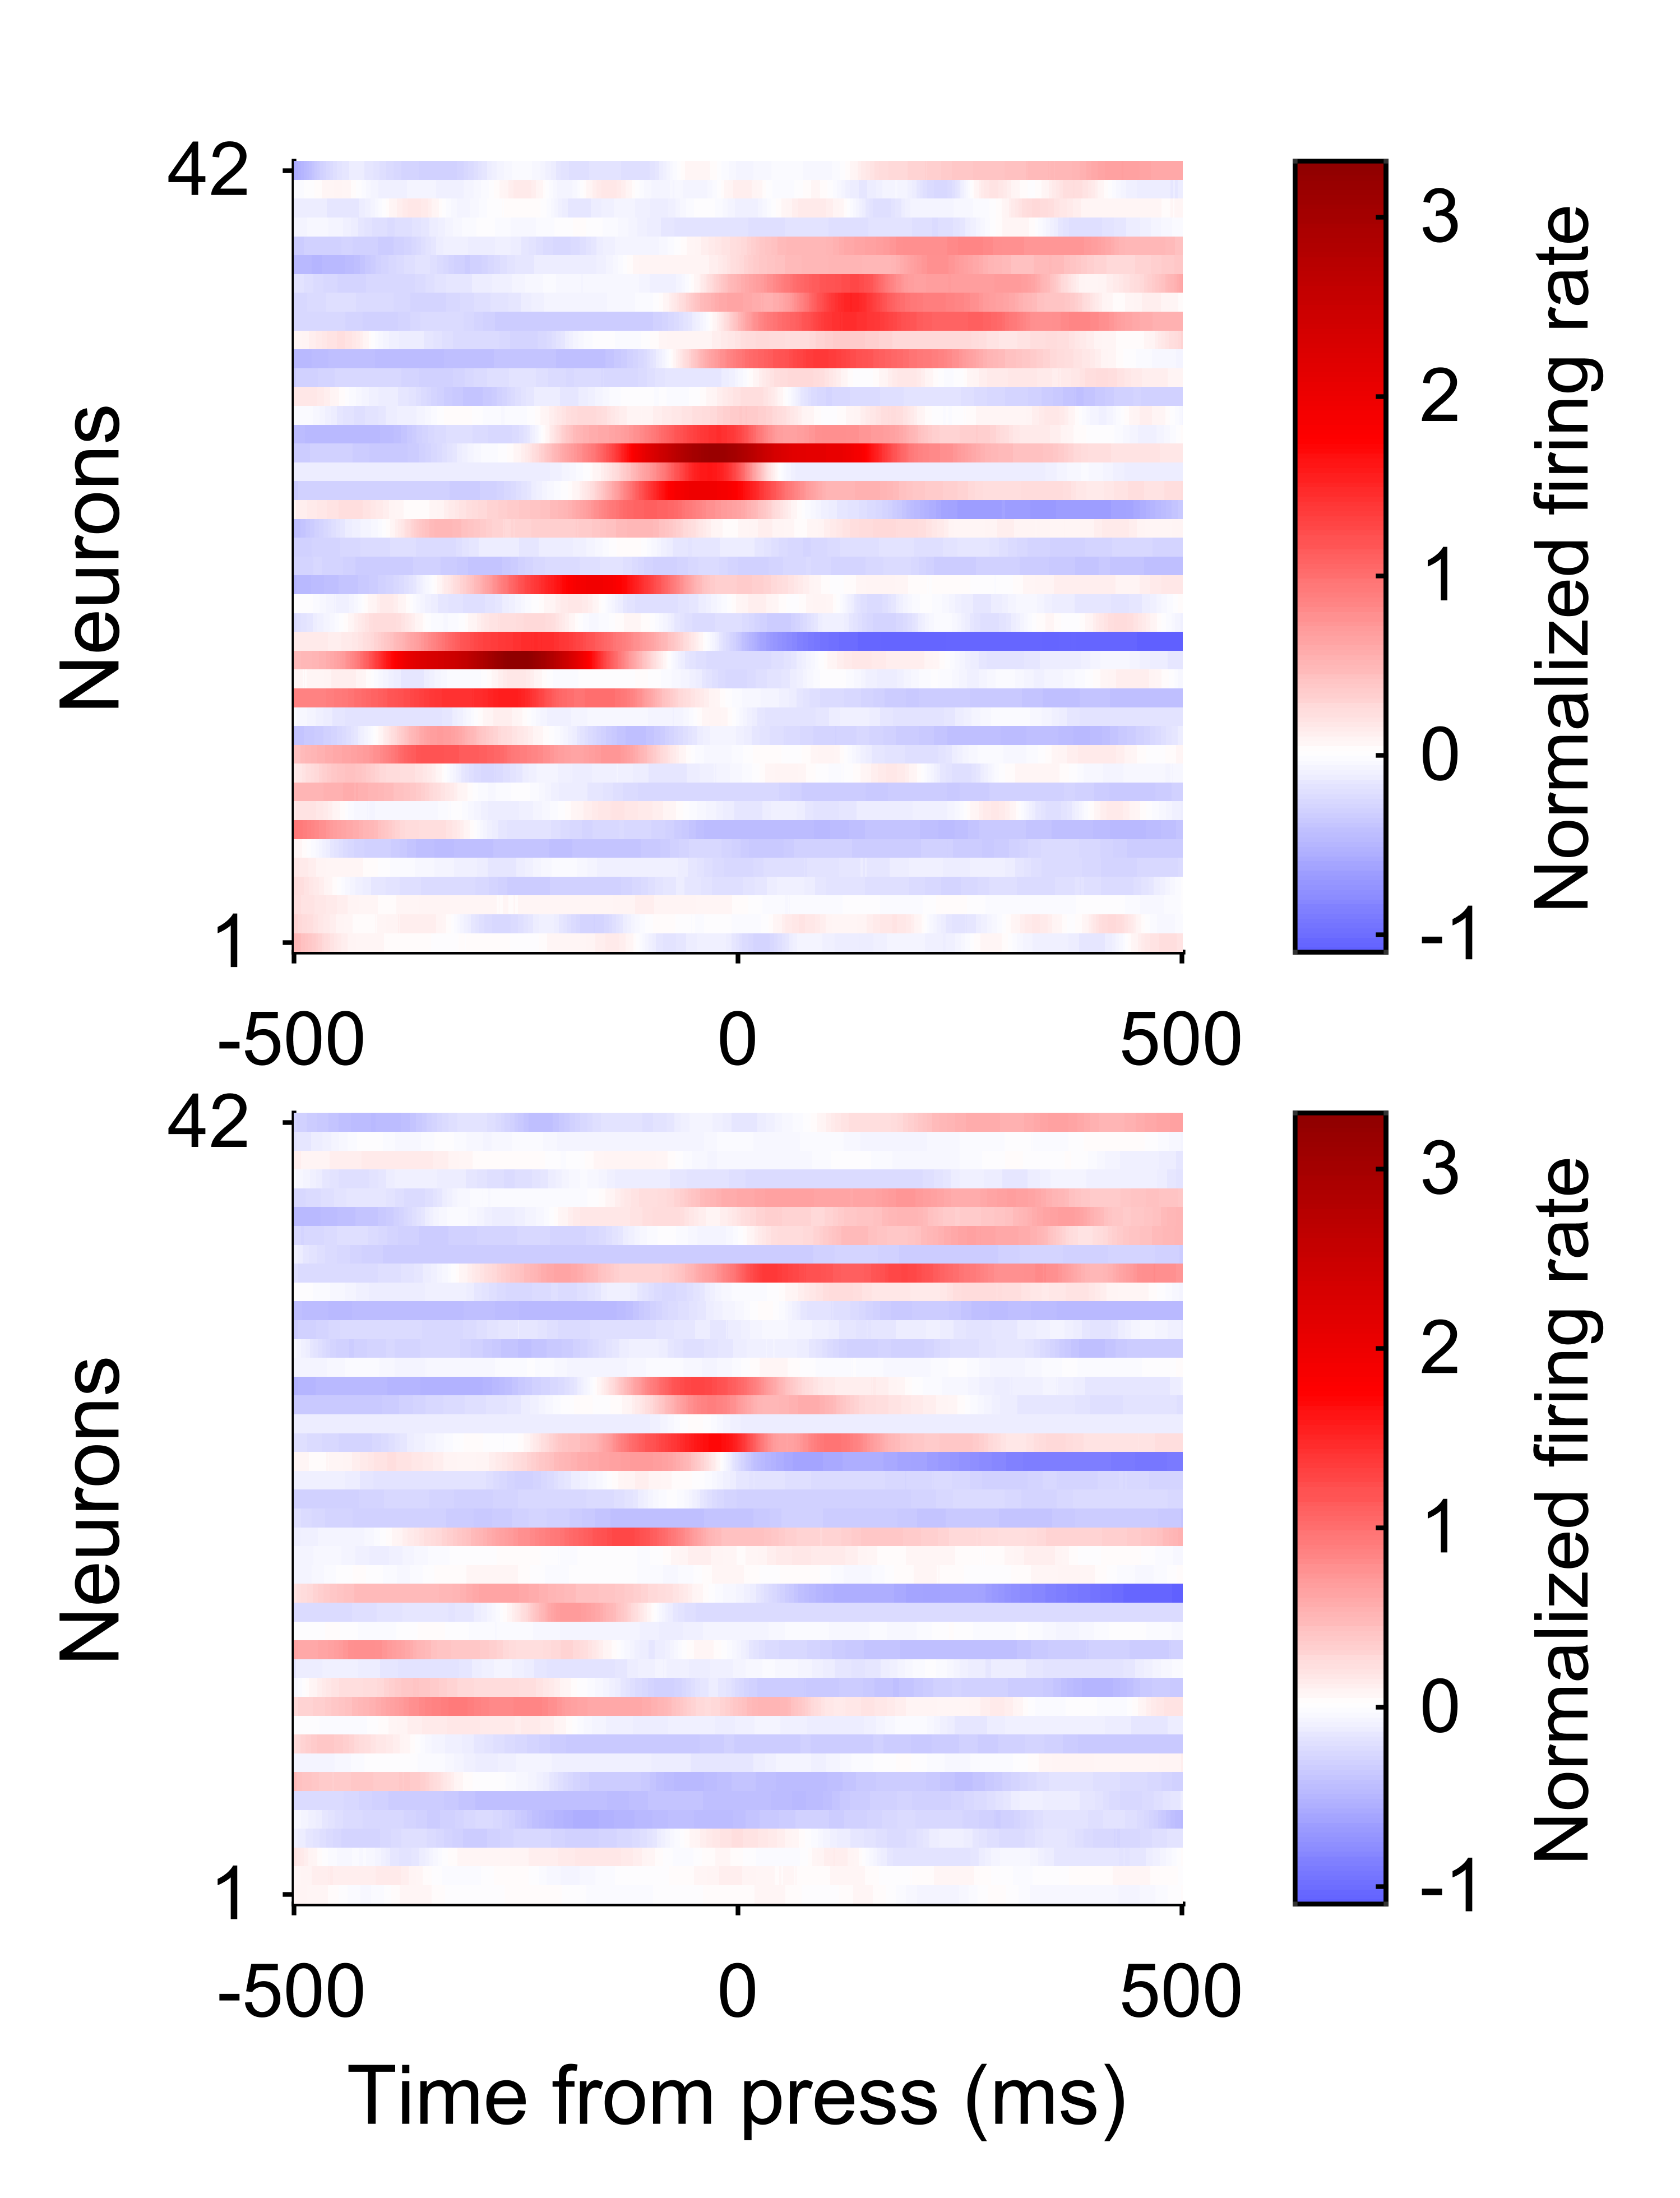 42
Neurons
1
-500 0 500
3
2
1
0
-1
Normalized firing rate
42
Neurons
1
-500 0 500
Time from press (ms)
3
2
1
0
-1
Normalized firing rate